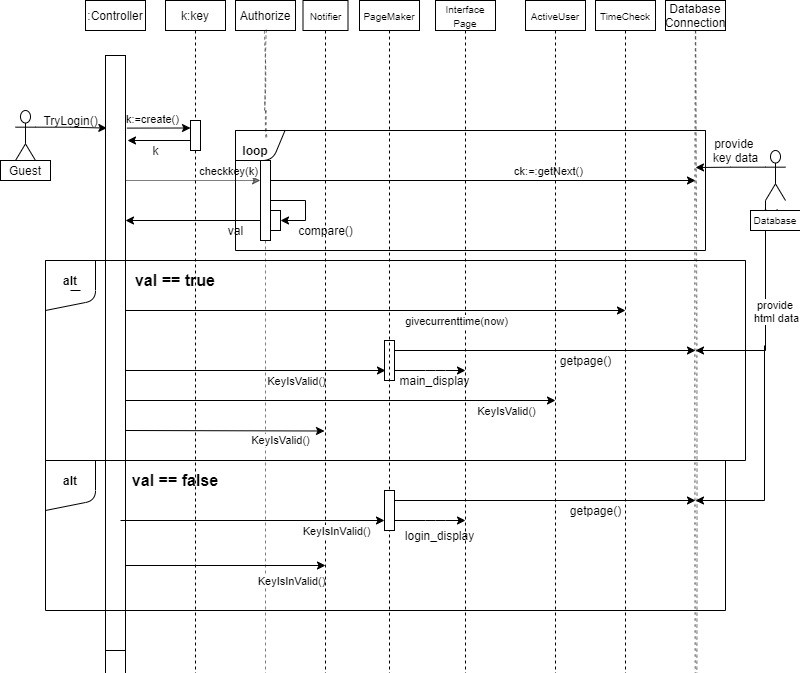 :Controller
k:key
Authorize
Notifier
PageMaker
Interface
Page
ActiveUser
TimeCheck
Database
Connection
TryLogin()
k:=create()
k
Guest
loop
checkkey(k)
ck:=:getNext()
provide
key data
val
compare()
Database
alt
val == true
givecurrenttime(now)
provide
html data
getpage()
KeyIsValid()
main_display
KeyIsValid()
KeyIsValid()
alt
val == false
getpage()
KeyIsInValid()
login_display
KeyIsInValid()